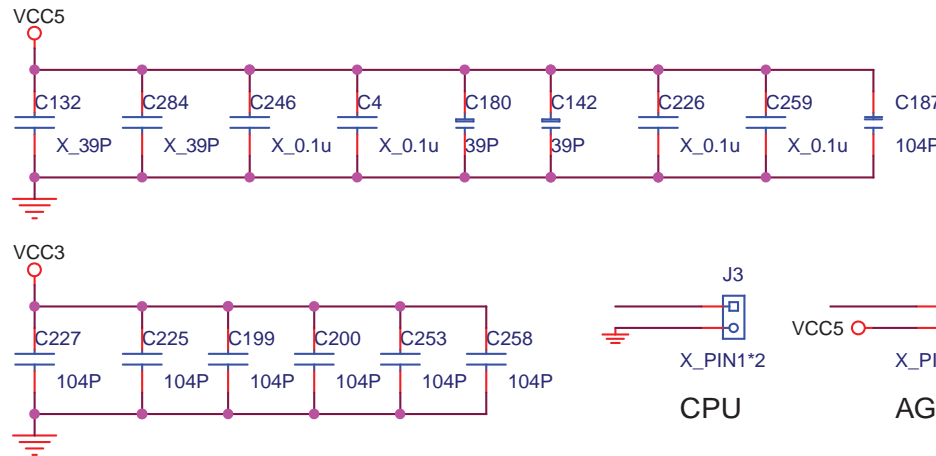 VCC5
C132 C284 C246 C4 C180 C142 C226 C259 C187
X_39P X_39P X_0.1u X_0.1u 39P 39P X_0.1u X_0.1u 104P
VCC3
J3
C227 C225 C199 C200 C253 C258
VCC5
104P 104P 104P 104P 104P 104P
X_PIN1*2 X_PI
CPU AG